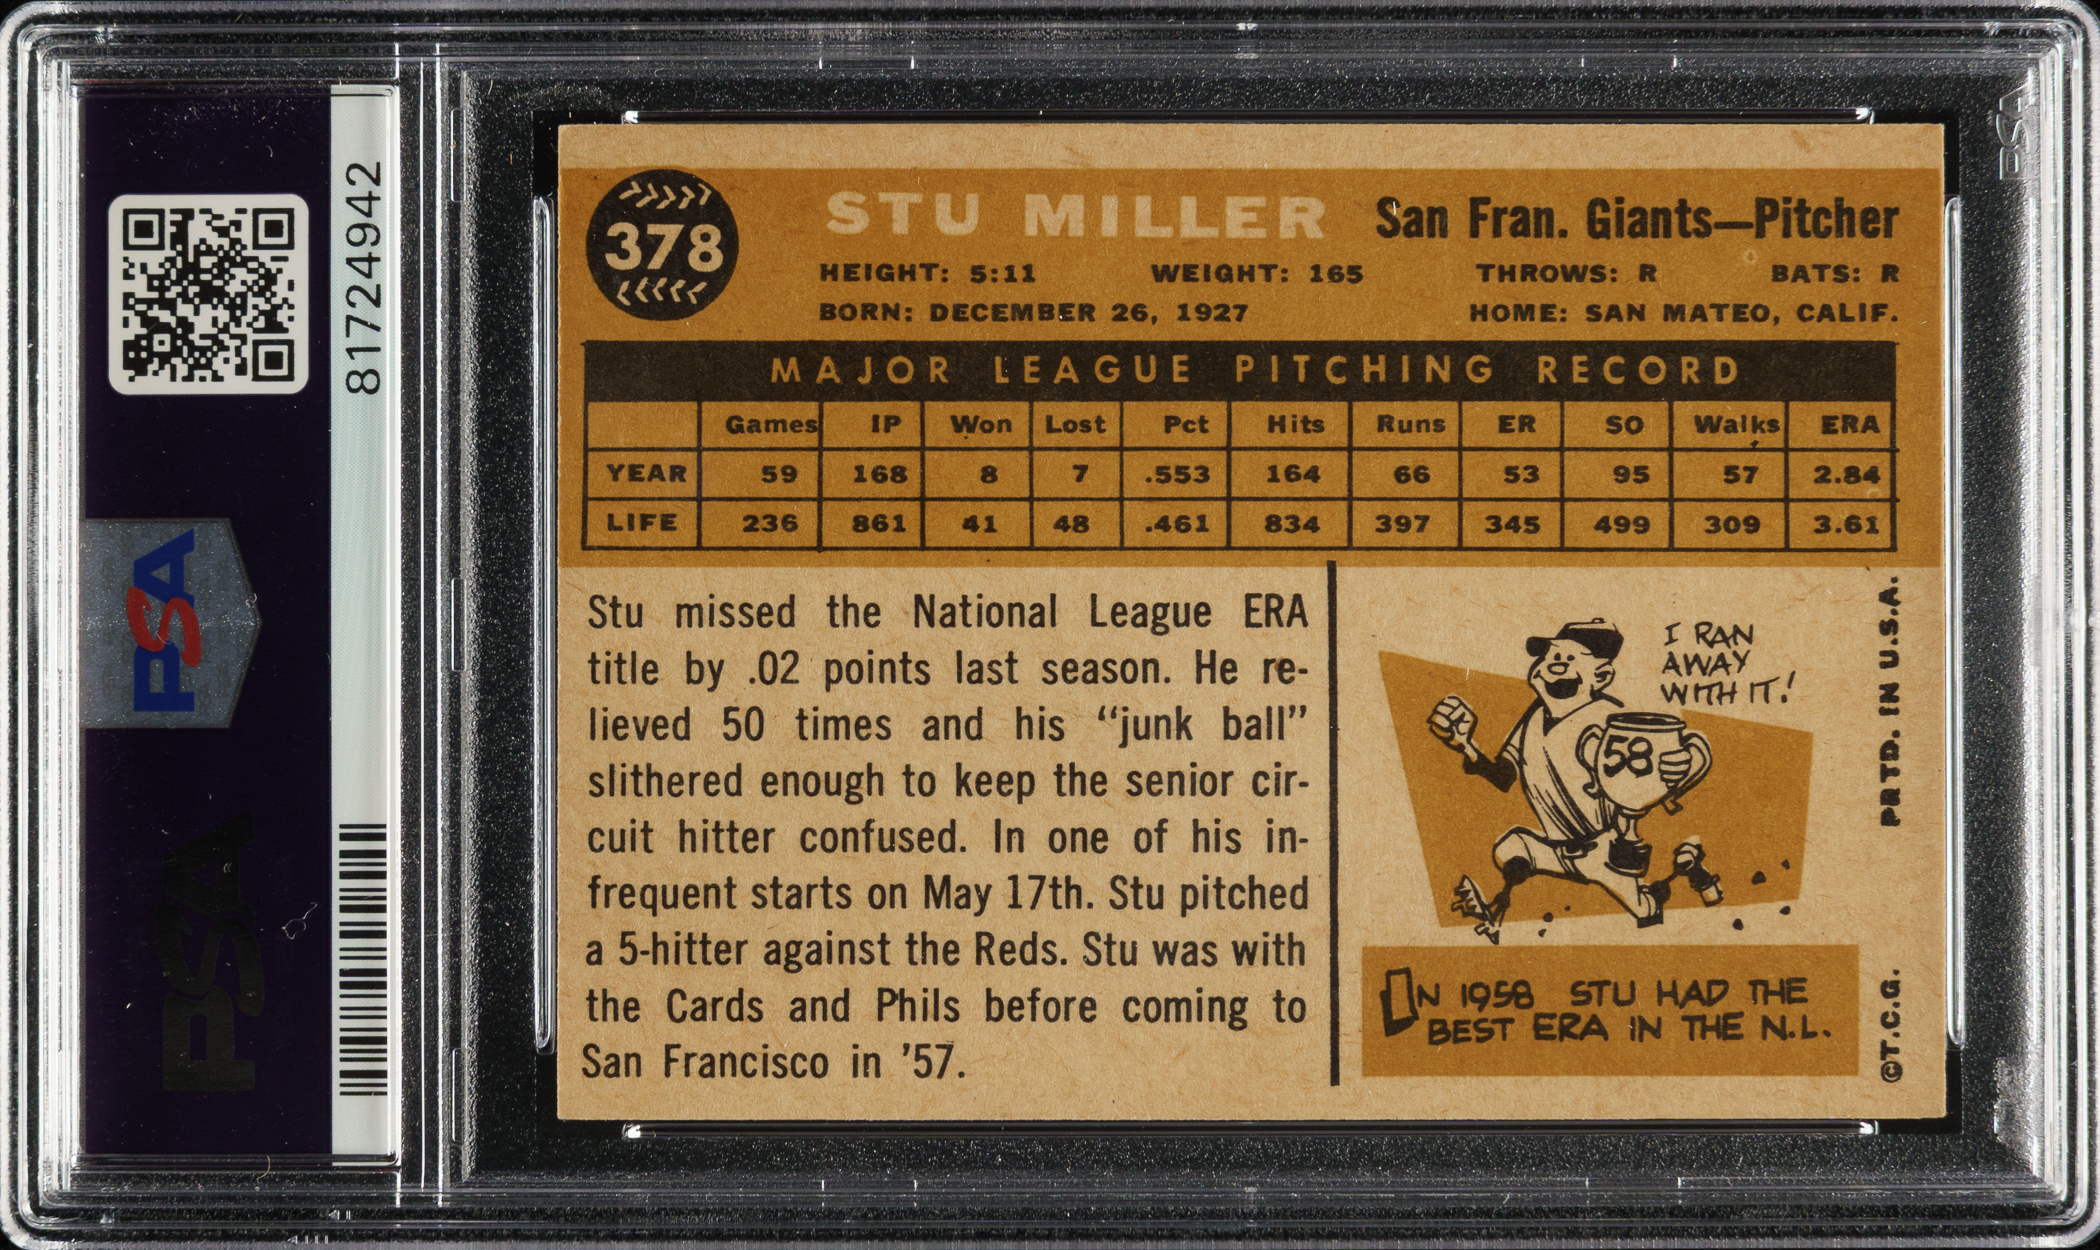 PSA
81724942
PSA
PSA
378
STU MILLER
San Fran. Giants—Pitcher
HEIGHT: 5:11 WEIGHT: 165 THROWS: R BATS: R
BORN: DECEMBER 26, 1927 HOME: SAN MATEO, CALIF.
MAJOR LEAGUE PITCHING RECORD
Games IP Won Lost Pct Hits Runs ER SO Walks ERA
YEAR 59 168 8 7 .553 164 66 53 95 57 2.84
LIFE 236 861 41 48 .461 834 397 345 499 309 3.61
Stu missed the National League ERA
title by .02 points last season. He re-
lieved 50 times and his “junk ball”
slithered enough to keep the senior cir-
cuit hitter confused. In one of his in-
frequent starts on May 17th. Stu pitched
a 5-hitter against the Reds. Stu was with
the Cards and Phils before coming to
San Francisco in ’57.
I RAN
AWAY
WITH IT!
58
IN 1958 STU HAD THE
BEST ERA IN THE N.L.
PRTD. IN U.S.A.
©T.C.G.